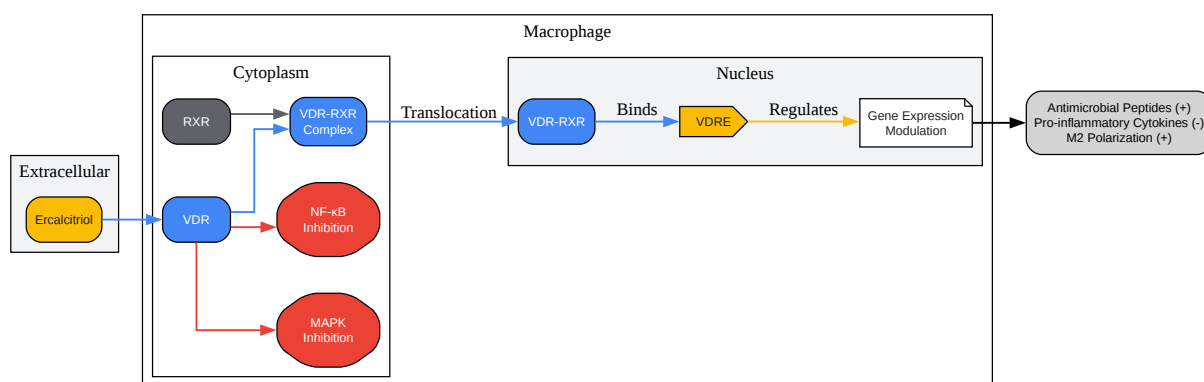 Macrophage
Cytoplasm
Nucleus
RXR
VDR-RXR
Complex
Translocation
VDR-RXR
Binds
VDRE
Regulates
Gene Expression
Modulation
Antimicrobial Peptides (+)
Pro-inflammatory Cytokines (-)
M2 Polarization (+)
Extracellular
Ercalcitriol
VDR
NF-κB
Inhibition
MAPK
Inhibition